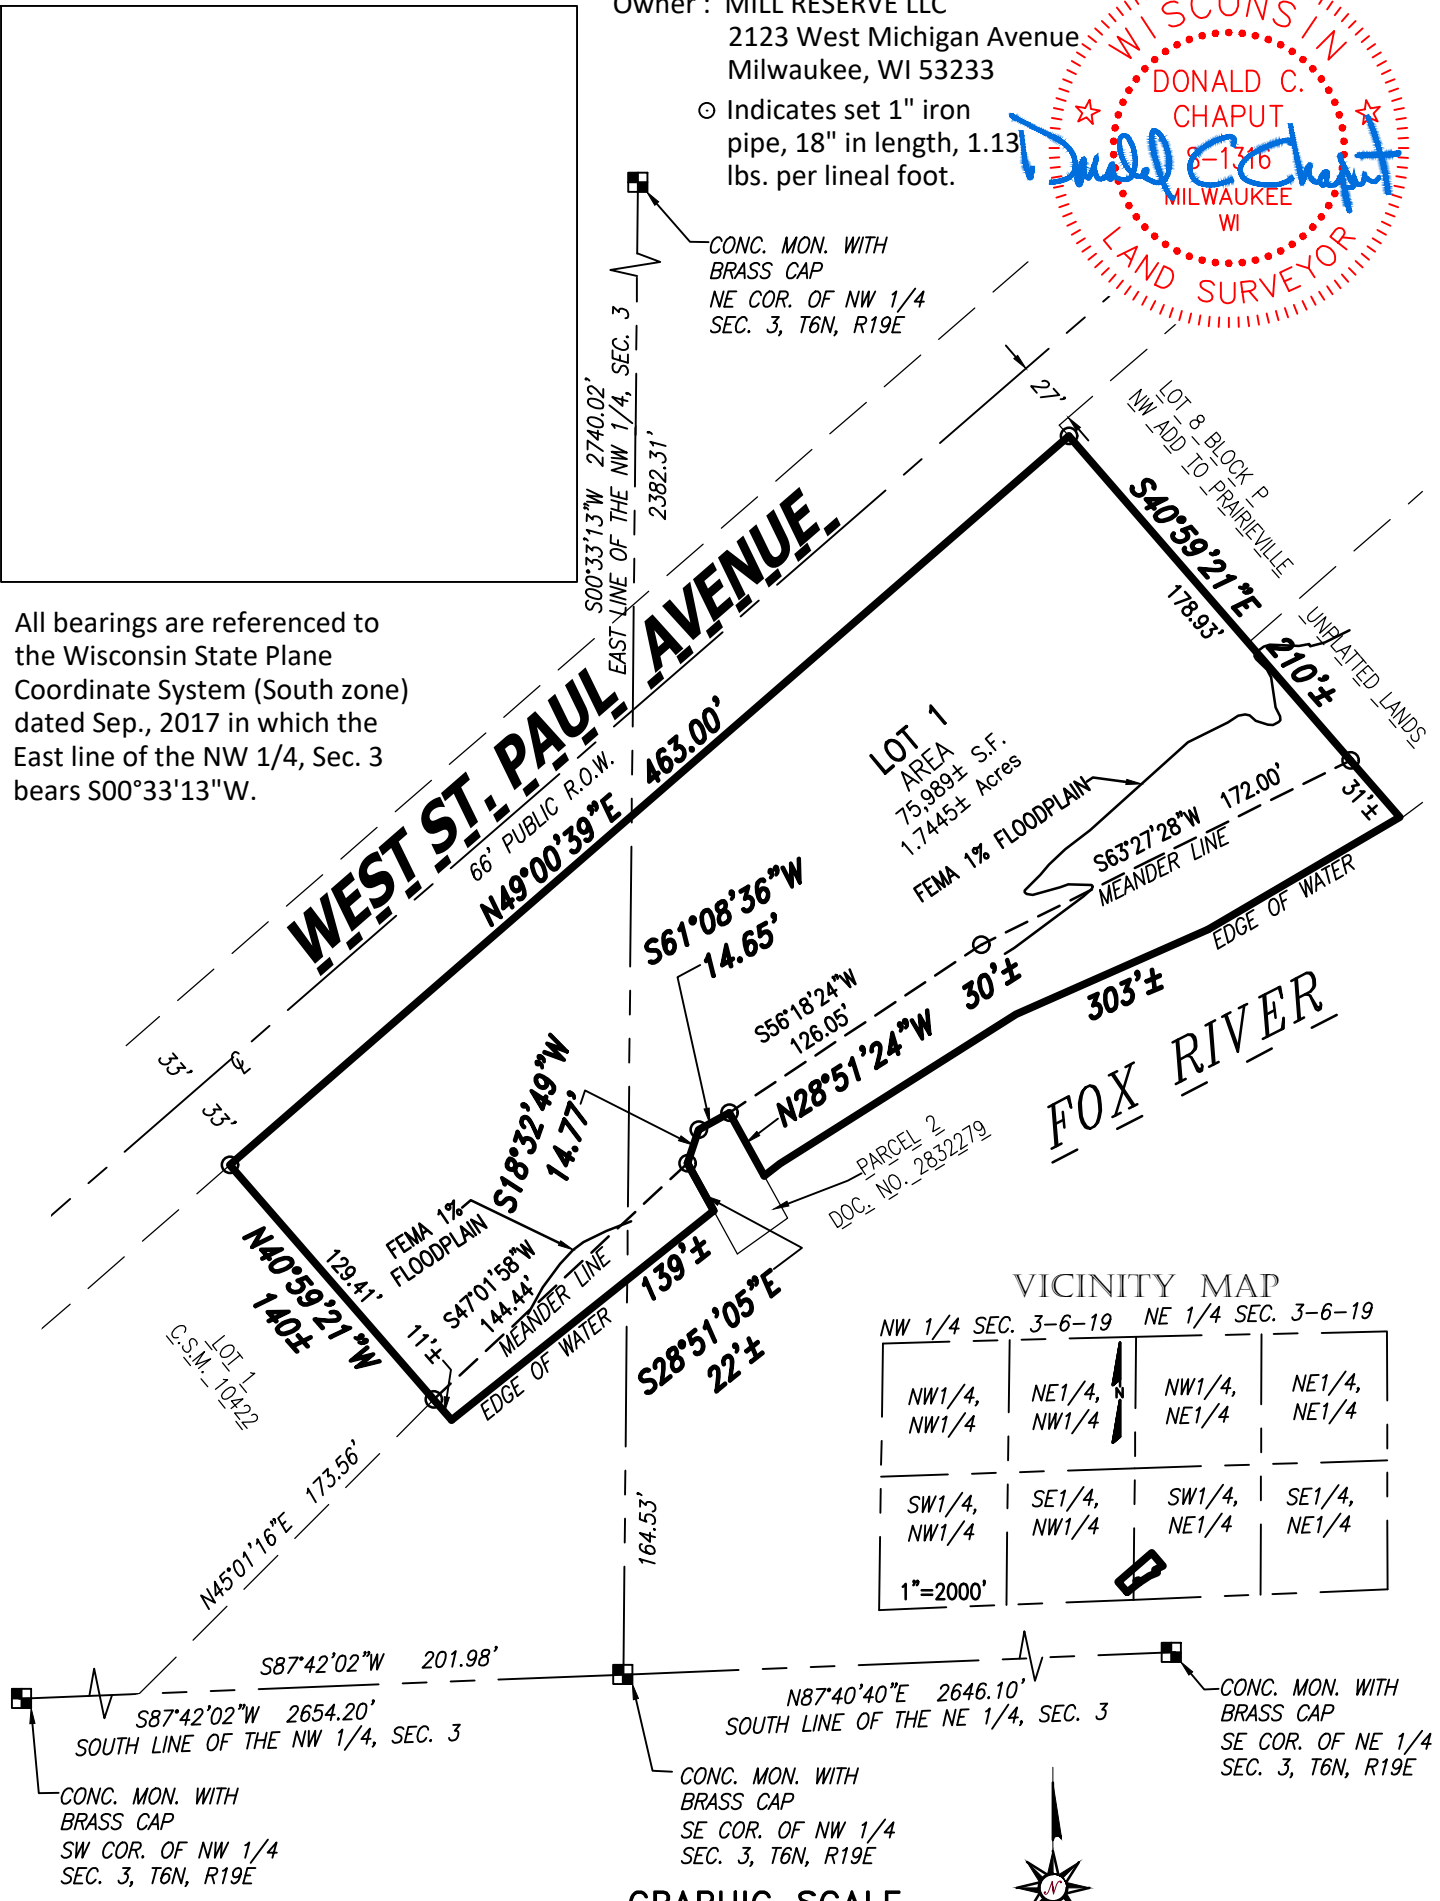 Owner : MILL RESERVE LLC
2123 West Michigan Avenue
Milwaukee, WI 53233
⊙ Indicates set 1" iron
pipe, 18" in length, 1.13
lbs. per lineal foot.
WISCONSIN
DONALD C.
CHAPUT
S-1316
MILWAUKEE
WI
LAND SURVEYOR
Donald C Chaput
CONC. MON. WITH
BRASS CAP
NE COR. OF NW 1/4
SEC. 3, T6N, R19E
S00°33'13"W 2740.02'
EAST LINE OF THE NW 1/4, SEC. 3
2382.31'
27'
LOT 8 BLOCK P
NW ADD TO PRAIRIEVILLE
S40°59'21"E
210'±
178.93'
UNPLATTED LANDS
All bearings are referenced to
the Wisconsin State Plane
Coordinate System (South zone)
dated Sep., 2017 in which the
East line of the NW 1/4, Sec. 3
bears S00°33'13"W.
WEST ST. PAUL AVENUE
66' PUBLIC R.O.W.
N49°00'39"E 463.00'
LOT 1
AREA
75,989± S.F.
1.7445± Acres
FEMA 1% FLOODPLAIN
S63°27'28"W 172.00'
MEANDER LINE
31'±
EDGE OF WATER
S61°08'36"W
14.65'
S56°18'24"W
126.05'
30'±
N28°51'24"W
303'±
FOX RIVER
33'
33'
S18°32'49"W
14.77'
PARCEL 2
DOC. NO. 2832279
FEMA 1%
FLOODPLAIN
N40°59'21"W
140±
129.41'
11'±
S47°01'58"W
144.44'
MEANDER LINE
EDGE OF WATER
139'±
S28°51'05"E
22'±
LOT 1
C.S.M. 10422
N45°01'16"E 173.56'
164.53'
VICINITY MAP
NW 1/4 SEC. 3-6-19 NE 1/4 SEC. 3-6-19
NW1/4,
NW1/4
NE1/4,
NW1/4
N
NW1/4,
NE1/4
NE1/4,
NE1/4
SW1/4,
NW1/4
SE1/4,
NW1/4
SW1/4,
NE1/4
SE1/4,
NE1/4
1"=2000'
S87°42'02"W 201.98'
S87°42'02"W 2654.20'
SOUTH LINE OF THE NW 1/4, SEC. 3
N87°40'40"E 2646.10'
SOUTH LINE OF THE NE 1/4, SEC. 3
CONC. MON. WITH
BRASS CAP
SE COR. OF NE 1/4
SEC. 3, T6N, R19E
CONC. MON. WITH
BRASS CAP
SW COR. OF NW 1/4
SEC. 3, T6N, R19E
CONC. MON. WITH
BRASS CAP
SE COR. OF NW 1/4
SEC. 3, T6N, R19E
GRAPHIC SCALE
N